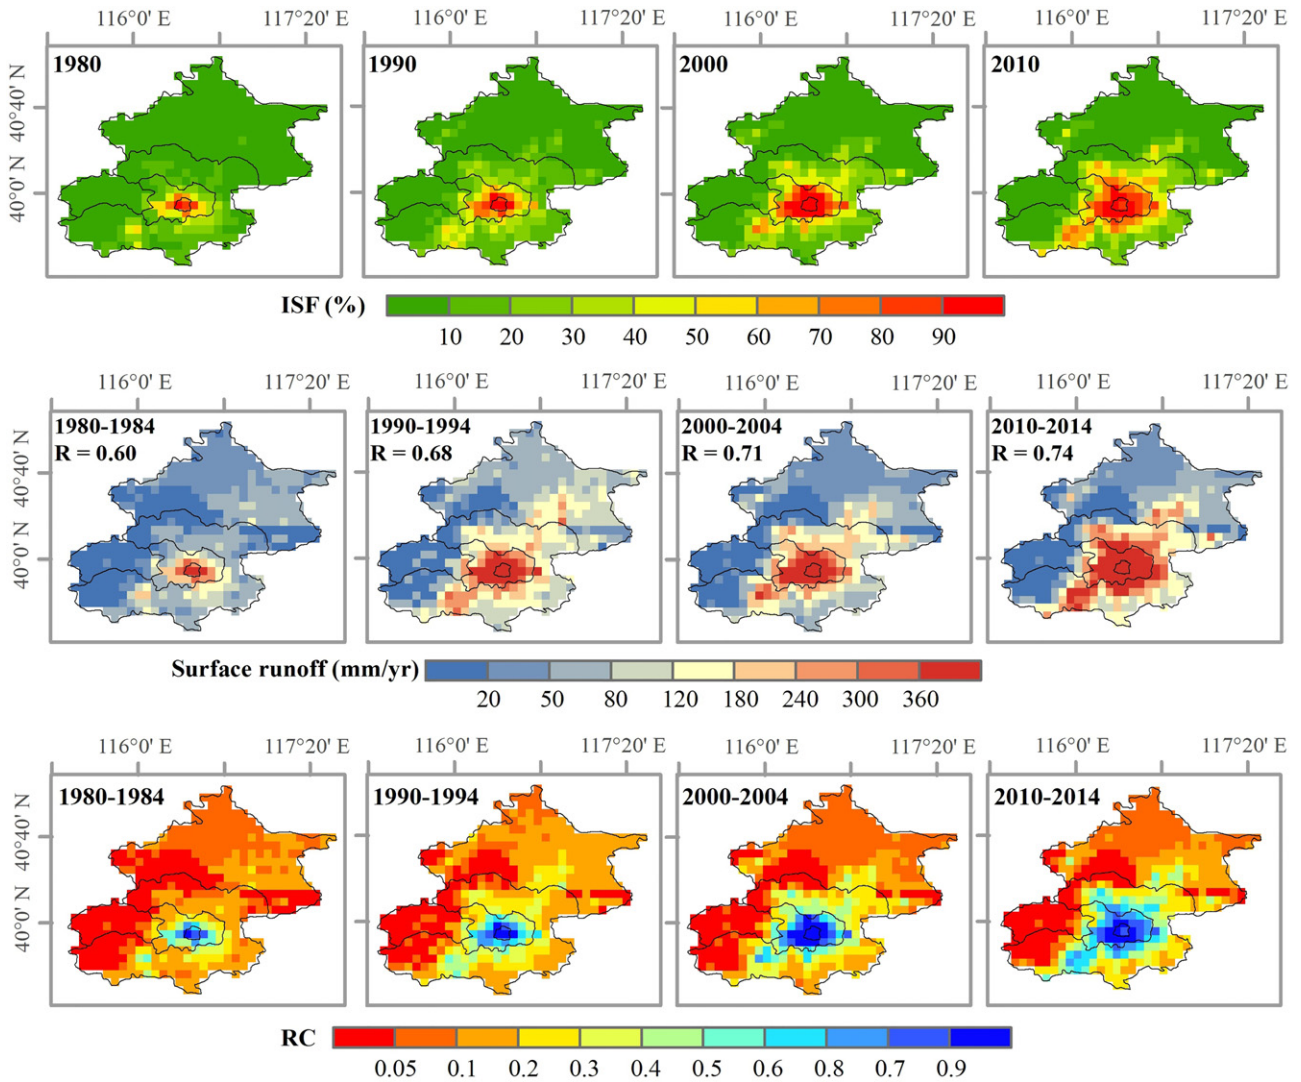 116°0' E 117°20' E 116°0' E 117°20' E 116°0' E 117°20' E 116°0' E 117°20' E
1980 1990 2000 2010
40°40' N
40°0' N
ISF (%)
10 20 30 40 50 60 70 80 90
116°0' E 117°20' E 116°0' E 117°20' E 116°0' E 117°20' E 116°0' E 117°20' E
1980-1984 1990-1994 2000-2004 2010-2014
R = 0.60 R = 0.68 R = 0.71 R = 0.74
40°40' N
40°0' N
Surface runoff (mm/yr)
20 50 80 120 180 240 300 360
116°0' E 117°20' E 116°0' E 117°20' E 116°0' E 117°20' E 116°0' E 117°20' E
1980-1984 1990-1994 2000-2004 2010-2014
40°40' N
40°0' N
RC
0.05 0.1 0.2 0.3 0.4 0.5 0.6 0.8 0.7 0.9